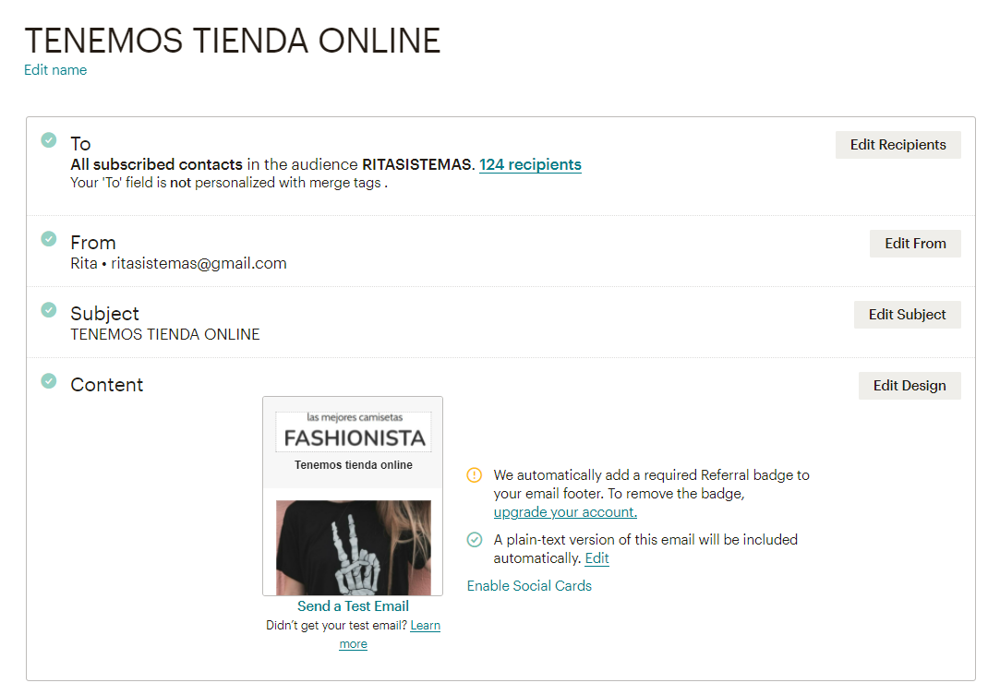 TENEMOS TIENDA ONLINE
Edit name
To
Edit Recipients
All subscribed contacts in the audience RITASISTEMAS. 124 recipients
Your 'To' field is not personalized with merge tags .
From
Edit From
Rita • ritasistemas@gmail.com
Subject
Edit Subject
TENEMOS TIENDA ONLINE
Content
Edit Design
las mejores camisetas
FASHIONISTA
Tenemos tienda online
Send a Test Email
Didn’t get your test email? Learn
more
We automatically add a required Referral badge to
your email footer. To remove the badge,
upgrade your account.
A plain-text version of this email will be included
automatically. Edit
Enable Social Cards